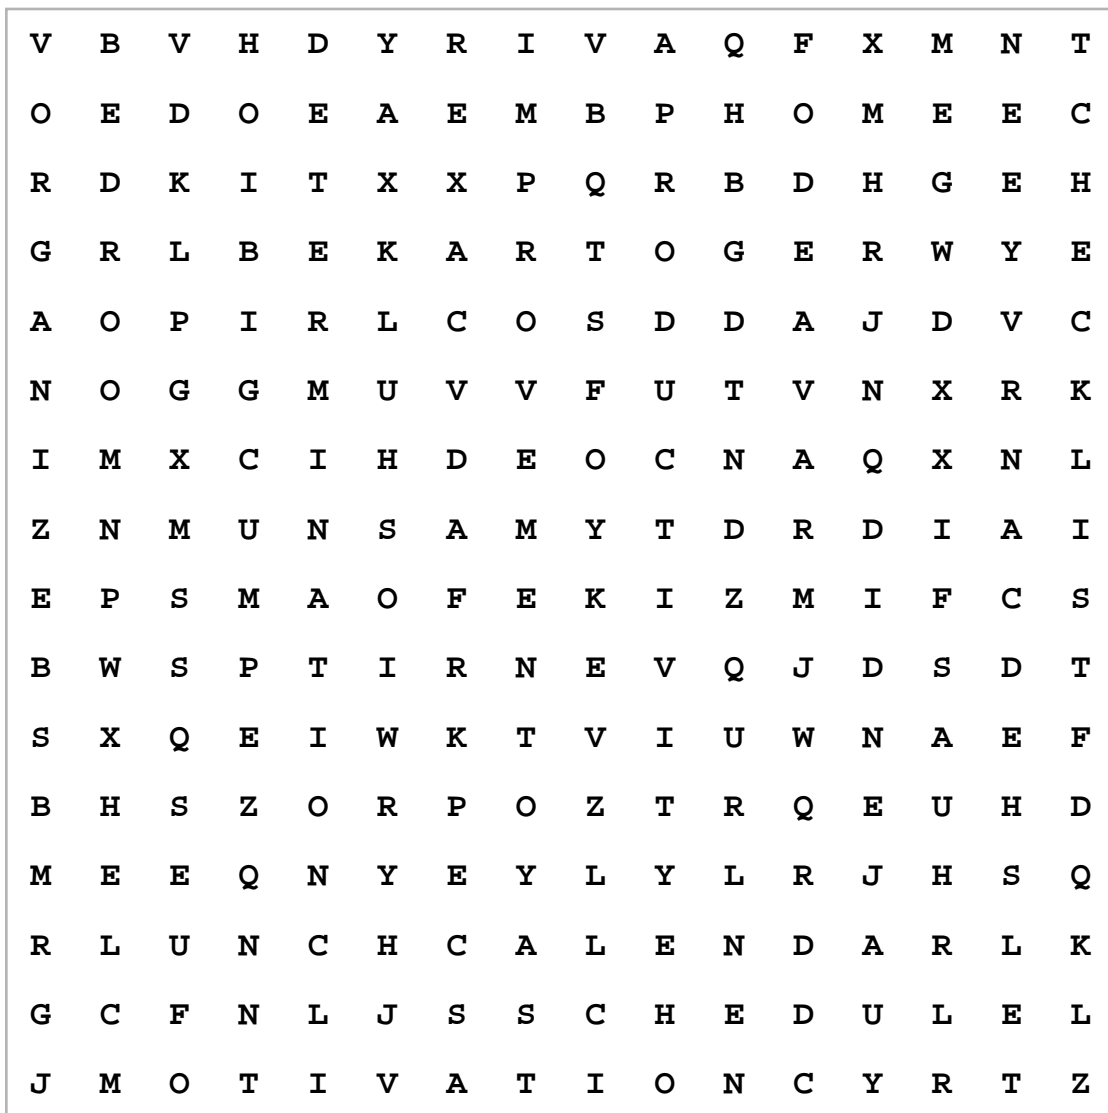 V B V H D Y R I V A Q F X M N T
O E D O E A E M B P H O M E E C
R D K I T X X P Q R B D H G E H
G R L B E K A R T O G E R W Y E
A O P I R L C O S D D A J D V C
N O G G M U V V F U T V N X R K
I M X C I H D E O C N A Q X N L
Z N M U N S A M Y T D R D I A I
E P S M A O F E K I Z M I F C S
B W S P T I R N E V Q J D S D T
S X Q E I W K T V I U W N A E F
B H S Z O R P O Z T R Q E U H D
M E E Q N Y E Y L Y L R J H S Q
R L U N C H C A L E N D A R L K
G C F N L J S S C H E D U L E L
J M O T I V A T I O N C Y R T Z